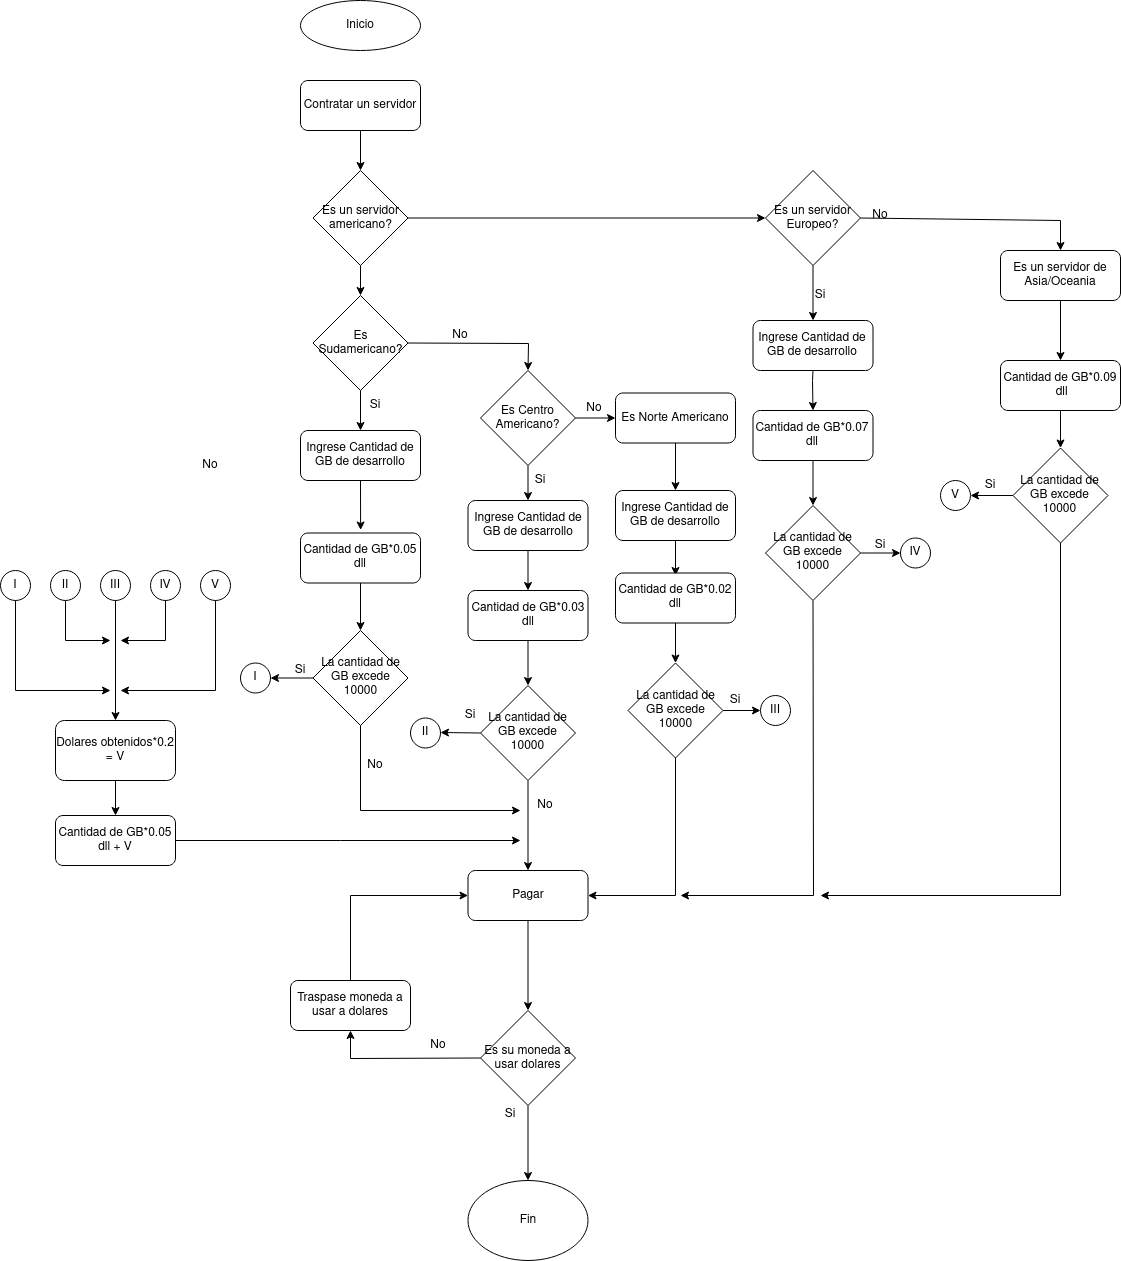 Inicio
Contratar un servidor
Es un servidor
americano?
Es un servidor
Europeo?
No
Es un servidor de
Asia/Oceania
Si
Es
Sudamericano?
No
Ingrese Cantidad de
GB de desarrollo
Cantidad de GB*0.09
dll
Si
Es Centro
Americano?
No
Es Norte Americano
Cantidad de GB*0.07
dll
Ingrese Cantidad de
GB de desarrollo
No
Si
Ingrese Cantidad de
GB de desarrollo
Ingrese Cantidad de
GB de desarrollo
V
Si
La cantidad de
GB excede
10000
Cantidad de GB*0.05
dll
La cantidad de
GB excede
10000
Si
IV
I
II
III
IV
V
Cantidad de GB*0.03
dll
Cantidad de GB*0.02
dll
I
Si
La cantidad de
GB excede
10000
La cantidad de
GB excede
10000
Si
III
II
Si
La cantidad de
GB excede
10000
Dolares obtenidos*0.2
= V
No
No
Cantidad de GB*0.05
dll + V
Pagar
Traspase moneda a
usar a dolares
No
Es su moneda a
usar dolares
Si
Fin